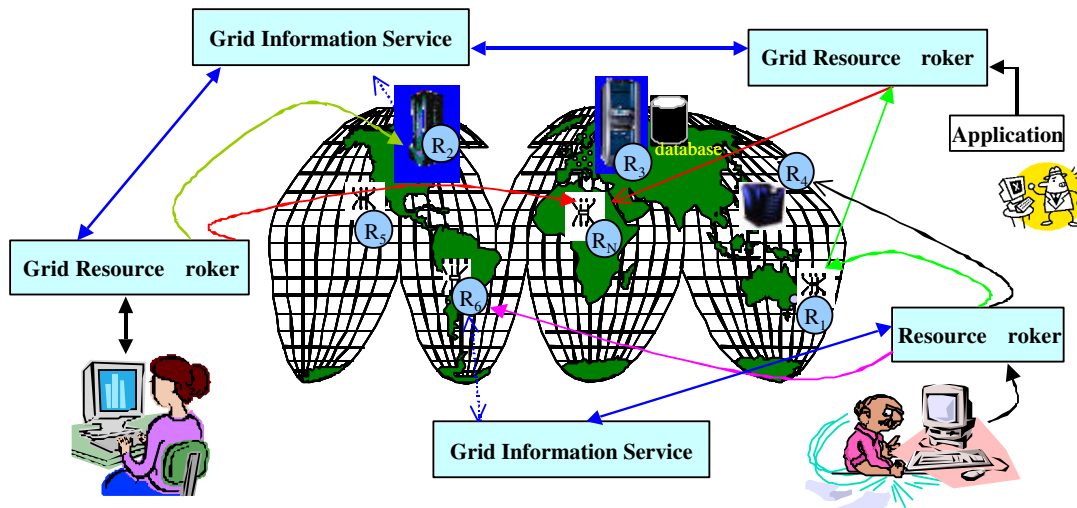 Grid Information Service
Grid Resource roker
Application
database
R2
R3
R4
R5
RN
Grid Resource roker
R6
R1
Resource roker
Grid Information Service